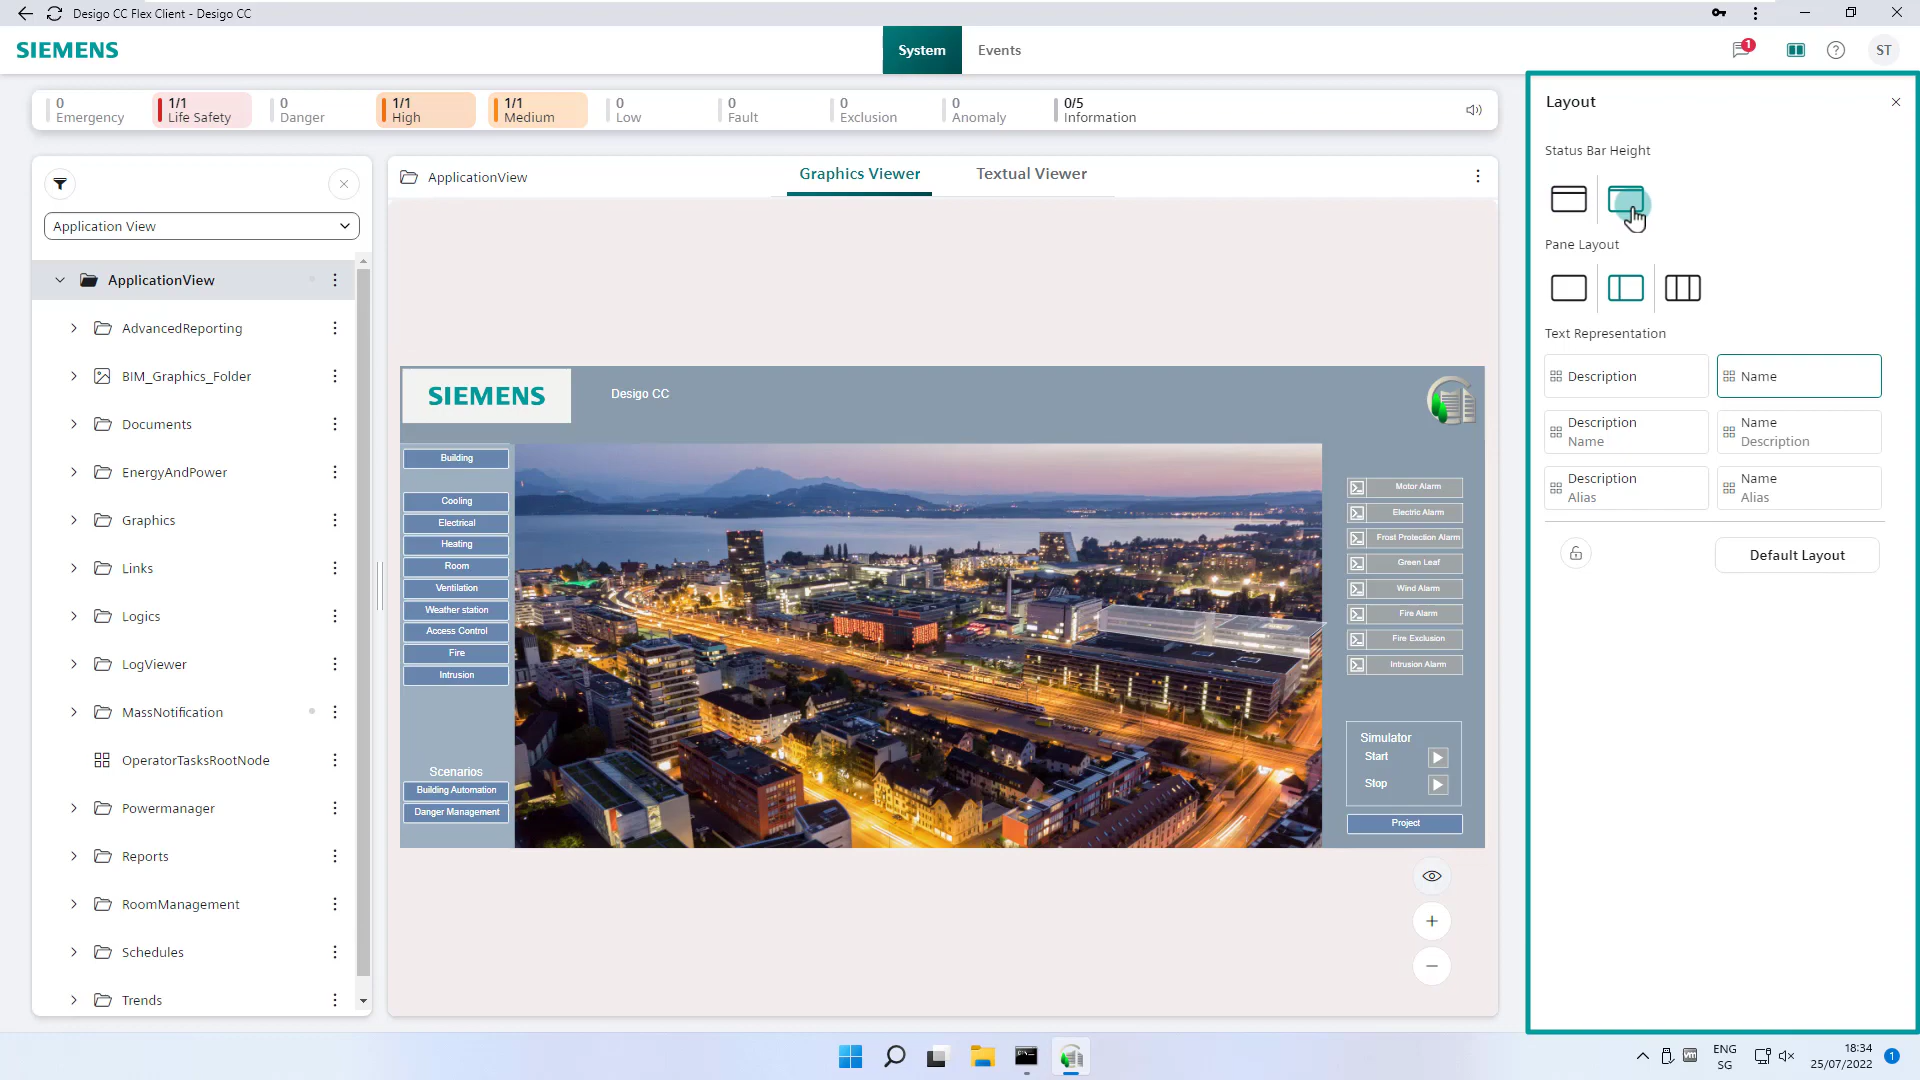 Desigo CC Flex Client - Desigo CC
SIEMENS
System
Events
1
ST
0
Emergency
1/1
Life Safety
0
Danger
1/1
High
1/1
Medium
0
Low
0
Fault
0
Exclusion
0
Anomaly
0/5
Information
Application View
ApplicationView
AdvancedReporting
BIM_Graphics_Folder
Documents
EnergyAndPower
Graphics
Links
Logics
LogViewer
MassNotification
OperatorTasksRootNode
Powermanager
Reports
RoomManagement
Schedules
Trends
ApplicationView
Graphics Viewer
Textual Viewer
SIEMENS
Desigo CC
Building
Cooling
Electrical
Heating
Room
Ventilation
Weather station
Access Control
Fire
Intrusion
Scenarios
Building Automation
Danger Management
Motor Alarm
Electric Alarm
Frost Protection Alarm
Green Leaf
Wind Alarm
Fire Alarm
Fire Exclusion
Intrusion Alarm
Simulator
Start
Stop
Project
Layout
Status Bar Height
Pane Layout
Text Representation
Description
Name
Description
Name
Name
Description
Description
Alias
Name
Alias
Default Layout
ENG
SG
18:34
25/07/2022
1